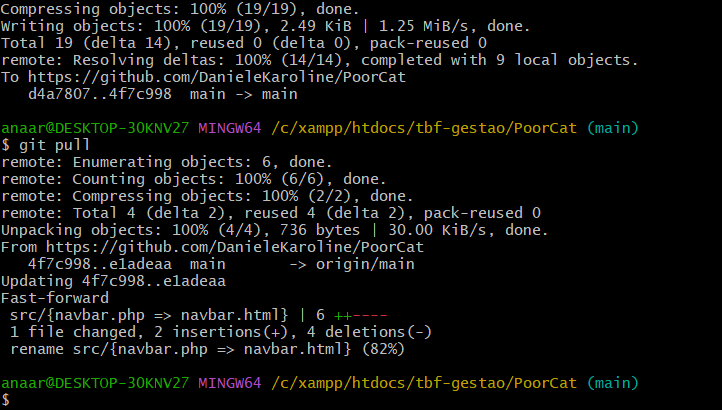 Compressing objects: 100% (19/19), done.
Writing objects: 100% (19/19), 2.49 KiB | 1.25 MiB/s, done.
Total 19 (delta 14), reused 0 (delta 0), pack-reused 0
remote: Resolving deltas: 100% (14/14), completed with 9 local objects.
To https://github.com/DanieleKaroline/PoorCat
   d4a7807..4f7c998  main -> main

anaar@DESKTOP-3OKNV27 MINGW64 /c/xampp/htdocs/tbf-gestao/PoorCat (main)
$ git pull
remote: Enumerating objects: 6, done.
remote: Counting objects: 100% (6/6), done.
remote: Compressing objects: 100% (2/2), done.
remote: Total 4 (delta 2), reused 4 (delta 2), pack-reused 0
Unpacking objects: 100% (4/4), 736 bytes | 30.00 KiB/s, done.
From https://github.com/DanieleKaroline/PoorCat
   4f7c998..e1adeaa  main       -> origin/main
Updating 4f7c998..e1adeaa
Fast-forward
 src/{navbar.php => navbar.html} | 6 ++----
 1 file changed, 2 insertions(+), 4 deletions(-)
 rename src/{navbar.php => navbar.html} (82%)

anaar@DESKTOP-3OKNV27 MINGW64 /c/xampp/htdocs/tbf-gestao/PoorCat (main)
$